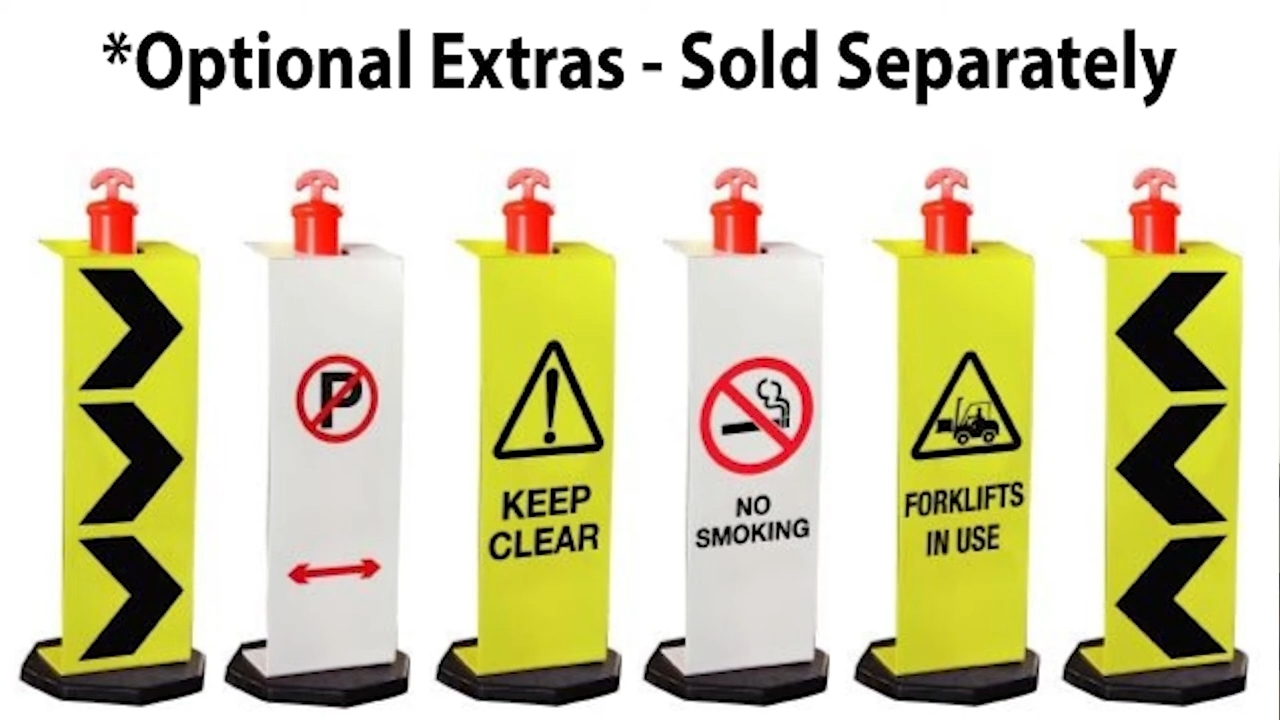 *Optional Extras - Sold Separately
P
KEEP
CLEAR
NO
SMOKING
FORKLIFTS
IN USE